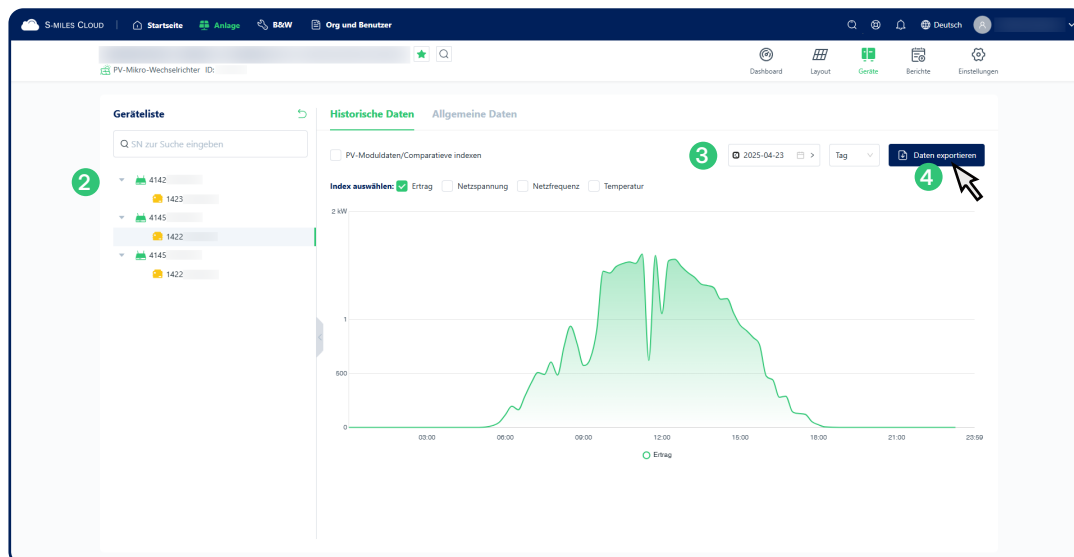 S-MILES CLOUD Startseite Anlage B&W Org und Benutzer Deutsch
PV-Mikro-Wechselrichter ID:
Dashboard Layout Geräte Berichte Einstellungen
Geräteliste
SN zur Suche eingeben
2
4142
1423
4145
1422
4145
1422
Historische Daten Allgemeine Daten
PV-Moduldaten/Comparatieve indexen
3 2025-04-23 Tag Daten exportieren
4
Index auswählen: Ertrag Netzspannung Netzfrequenz Temperatur
2 kW
1
500
0
03:00 06:00 09:00 12:00 15:00 18:00 21:00 23:59
Ertrag